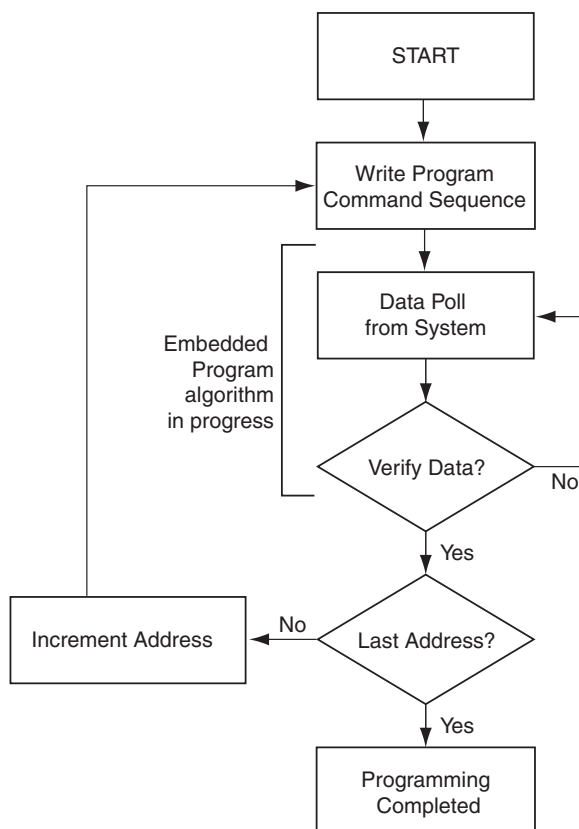 START
Write Program
Command Sequence
Data Poll
from System
Embedded
Program
algorithm
in progress
Verify Data?
No
Yes
Increment Address
No
Last Address?
Yes
Programming
Completed